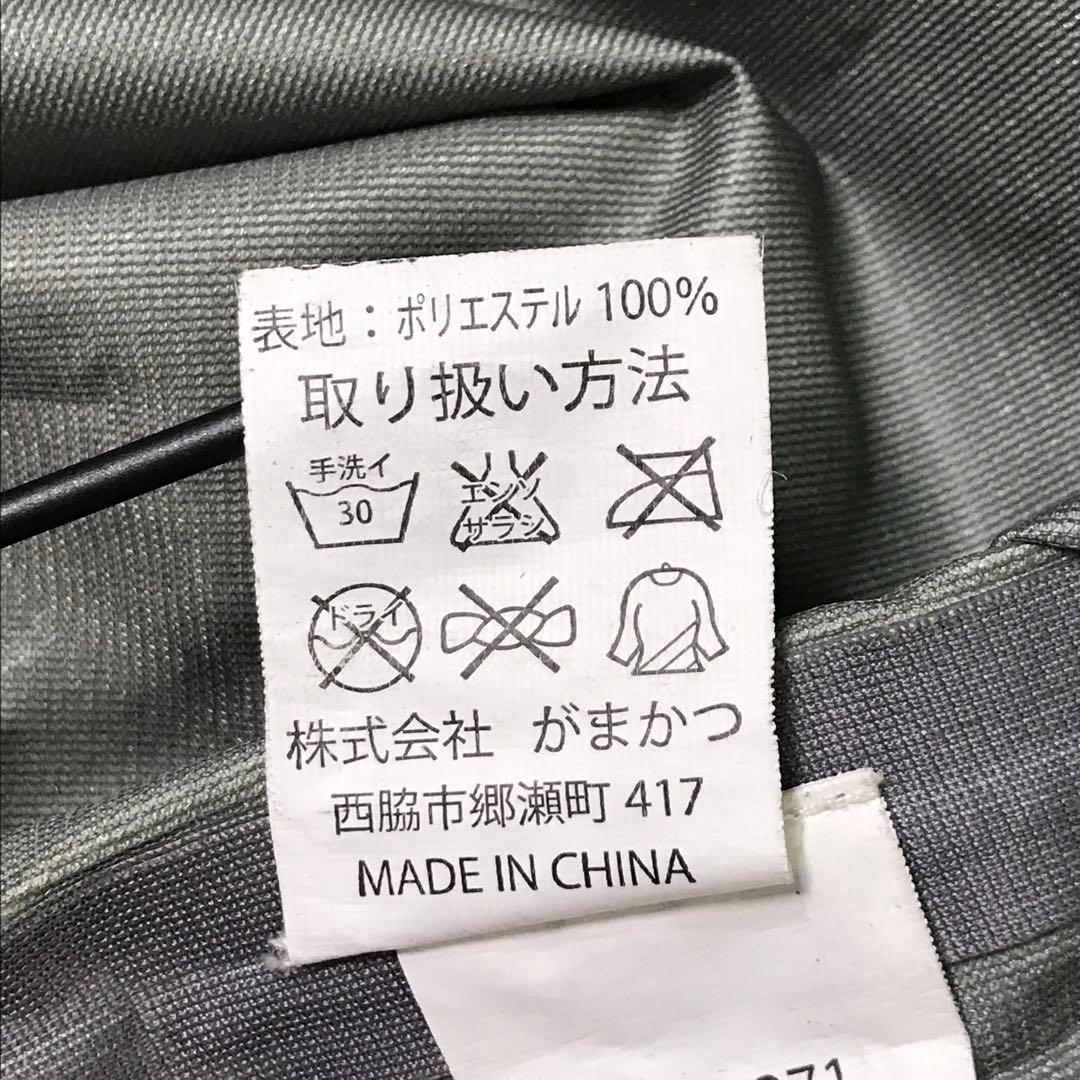 表地：ポリエステル 100%
取り扱い方法
手洗イ
30
エンソ
サラシ
ドライ
株式会社 がまかつ
西脇市郷瀬町 417
MADE IN CHINA